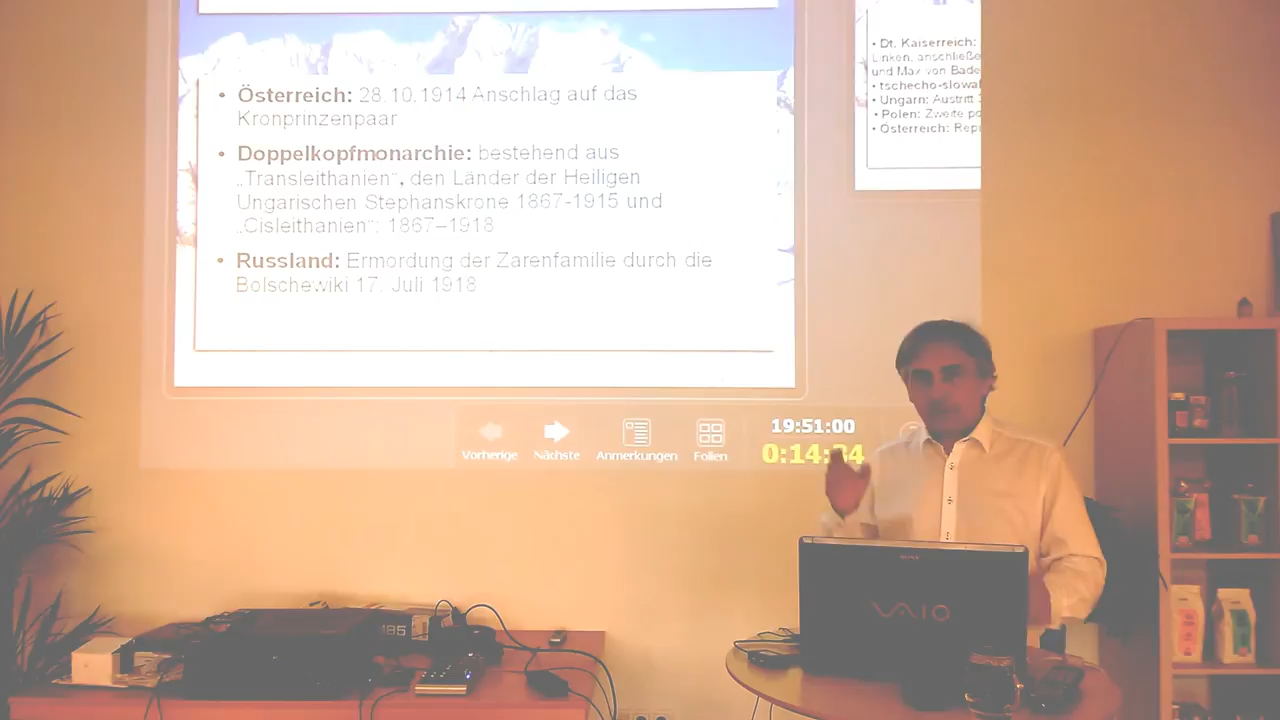 • Österreich: 28.10.1914 Anschlag auf das
Kronprinzenpaar
• Doppelkopfmonarchie: bestehend aus
„Transleithanien“, den Länder der Heiligen
Ungarischen Stephanskrone 1867-1915 und
„Cisleithanien“: 1867–1918
• Russland: Ermordung der Zarenfamilie durch die
Bolschewiki 17. Juli 1918
• Dt. Kaiserreich:
Linken, anschließe
und Max von Bade
• tschecho-slowa
• Ungarn: Austritt
• Polen: Zweite po
• Österreich: Rep
19:51:00
Vorherige Nächste Anmerkungen Folien
SONY
VAIO